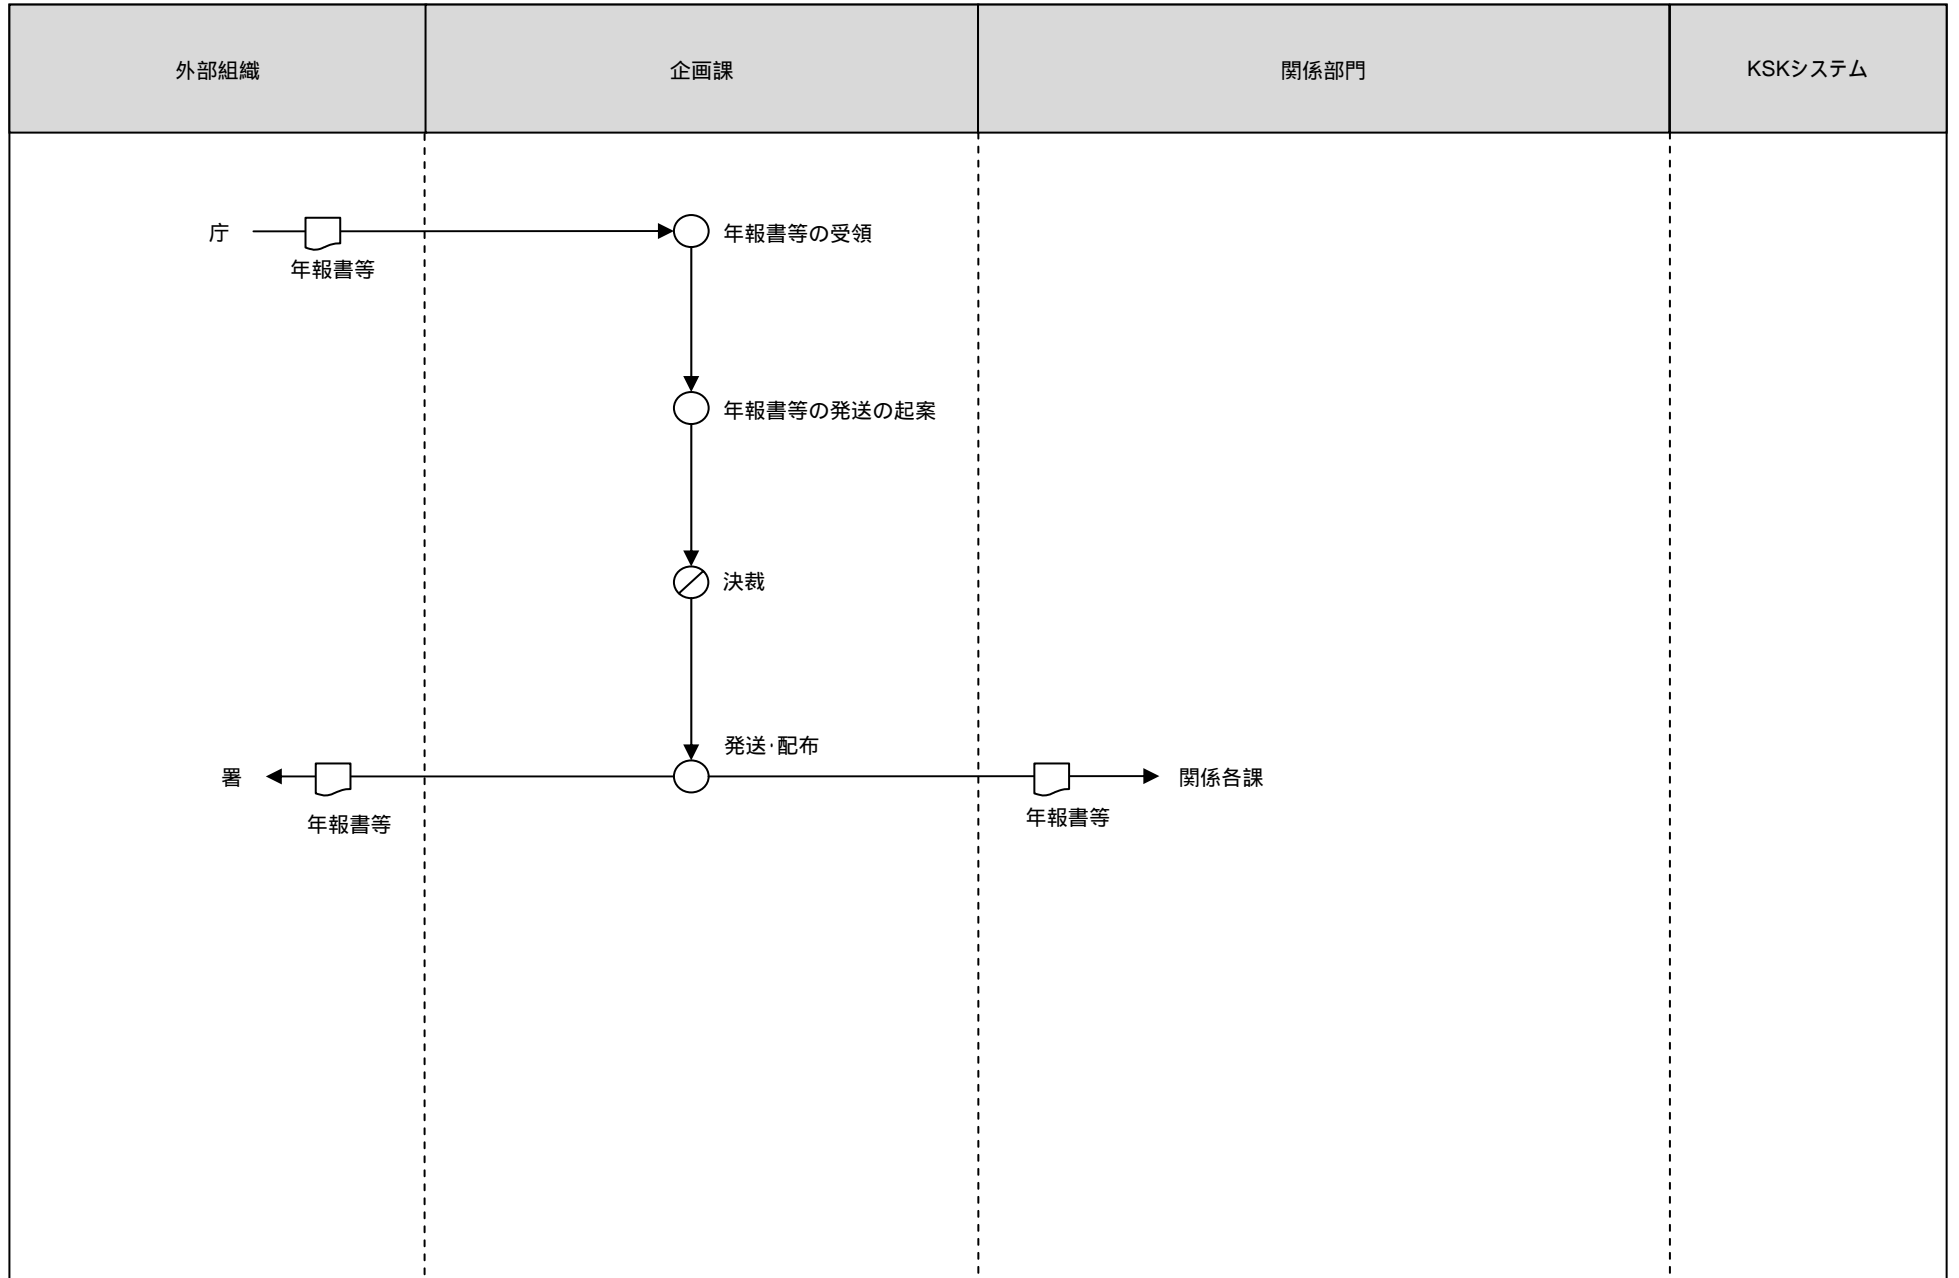 外部組織
企画課
関係部門
KSKシステム
庁
年報書等の受領
年報書等
年報書等の発送の起案
決裁
発送・配布
署
関係各課
年報書等
年報書等